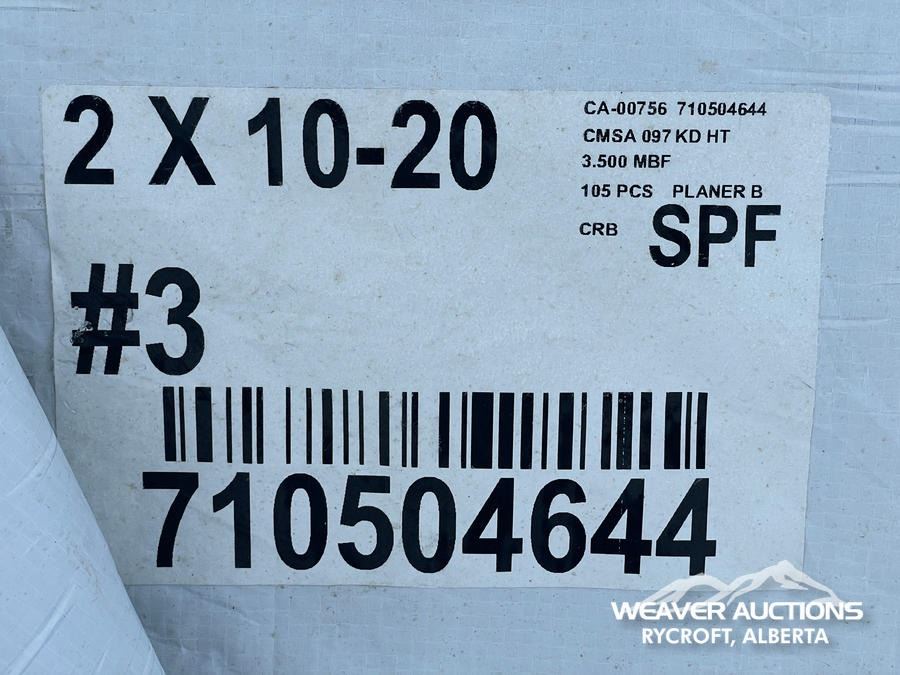 2 X 10-20
CA-00756 710504644
CMSA 097 KD HT
3.500 MBF
105 PCS PLANER B
CRB SPF
#3
710504644
WEAVER AUCTIONS
RYCROFT, ALBERTA